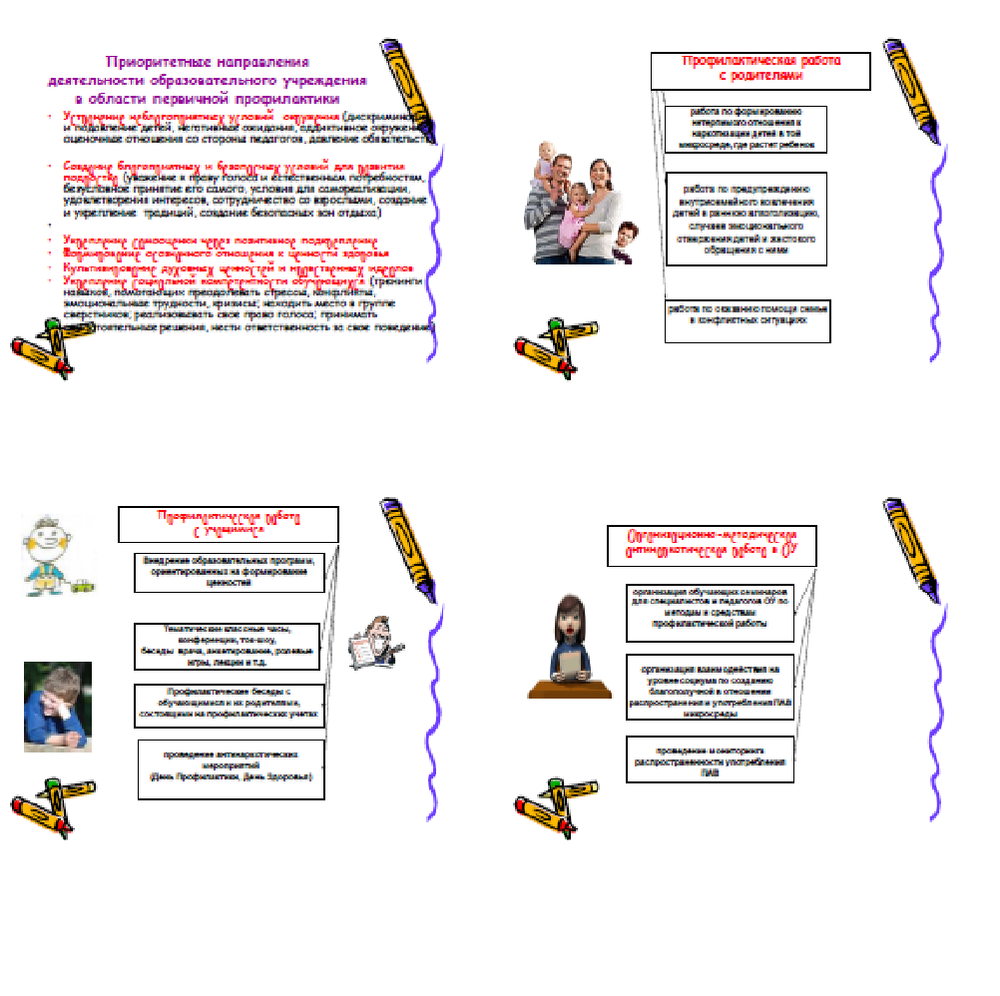 Приоритетные направления
деятельности образовательного учреждения
в области первичной профилактики
• Устранение неблагоприятных условий окружения (дискриминация
и подавление детей, негативные ожидания, аддиктивное окружение,
оценочные отношения со стороны педагогов, давление обязательств)
• Создание благоприятных и безопасных условий для развития
подростка (уважение к праву голоса и естественным потребностям,
безусловное принятие его самого, условия для самореализации,
удовлетворения интересов, сотрудничество со взрослыми, создание
и укрепление традиций, создание безопасных зон отдыха)
•
• Укрепление самооценки через позитивное подкрепление
• Формирование осознанного отношения к ценности здоровья
• Культивирование духовных ценностей и нравственных идеалов
• Укрепление социальной компетентности обучающихся (тренинги
навыков, помогающих преодолевать стрессы, конфликты,
эмоциональные трудности, кризисы; находить место в группе
сверстников; реализовывать свое право голоса; принимать
самостоятельные решения, нести ответственность за свое поведение)
Профилактическая работа
с родителями
работа по формированию
нетерпимого отношения к
наркотизации детей в той
микросреде, где растет ребенок
работа по предупреждению
внутрисемейного вовлечения
детей в раннюю алкоголизацию,
случаев эмоционального
отвержения детей и жестокого
обращения с ними
работа по оказанию помощи семье
в конфликтных ситуациях
Профилактическая работа
с учащимися
Внедрение образовательных программ,
ориентированных на формирование
ценностей
Тематические классные часы,
конференции, ток-шоу,
беседы врача, анкетирование, ролевые
игры, лекции и т.д.
Профилактические беседы с
обучающимися и их родителями,
состоящими на профилактических учетах
проведение антинаркотических
мероприятий
(День Профилактики, День Здоровья)
Организационно-методическая
антинаркотическая работа в ОУ
организация обучающих семинаров
для специалистов и педагогов ОУ по
методам и средствам
профилактической работы
организация взаимодействия на
уровне социума по созданию
благополучной в отношении
распространения и употребления ПАВ
микросреды
проведение мониторинга
распространенности употребления
ПАВ